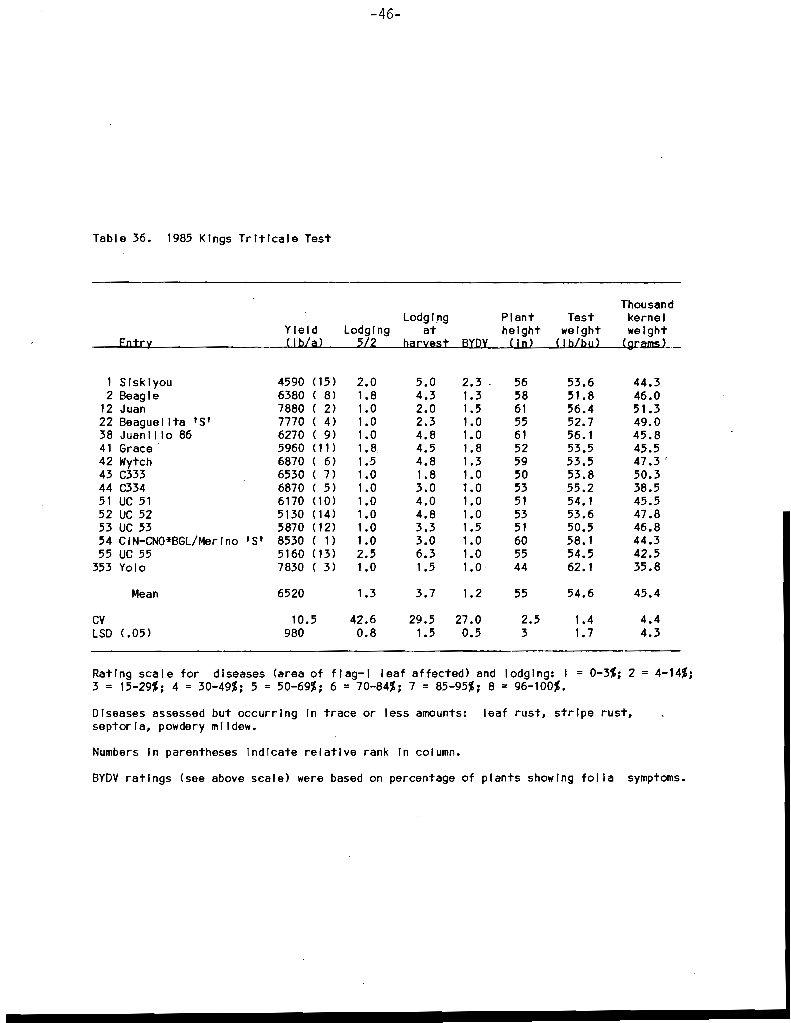 -46-
Table 36. 1985 Kings Triticale Test
Thousand
Lodging Plant Test kernel
Yield Lodging at height weight weight
Entry (lb/a) 5/2 harvest BYDV (in) (lb/bu) (grams)
1 Siskiyou 4590 (15) 2.0 5.0 2.3 56 53.6 44.3
2 Beagle 6380 ( 8) 1.8 4.3 1.3 58 51.8 46.0
12 Juan 7880 ( 2) 1.0 2.0 1.5 61 56.4 51.3
22 Beaguelita 'S' 7770 ( 4) 1.0 2.3 1.0 55 52.7 49.0
38 Juanillo 86 6270 ( 9) 1.0 4.8 1.0 61 56.1 45.8
41 Grace 5960 (11) 1.8 4.5 1.8 52 53.5 45.5
42 Wytch 6870 ( 6) 1.5 4.8 1.3 59 53.5 47.3
43 C333 6530 ( 7) 1.0 1.8 1.0 50 53.8 50.3
44 C334 6870 ( 5) 1.0 3.0 1.0 53 55.2 38.5
51 UC 51 6170 (10) 1.0 4.0 1.0 51 54.1 45.5
52 UC 52 5130 (14) 1.0 4.8 1.0 53 53.6 47.8
53 UC 53 5870 (12) 1.0 3.3 1.5 51 50.5 46.8
54 CIN-CNO*BGL/Merino 'S' 8530 ( 1) 1.0 3.0 1.0 60 58.1 44.3
55 UC 55 5160 (13) 2.5 6.3 1.0 55 54.5 42.5
353 Yolo 7830 ( 3) 1.0 1.5 1.0 44 62.1 35.8
Mean 6520 1.3 3.7 1.2 55 54.6 45.4
CV 10.5 42.6 29.5 27.0 2.5 1.4 4.4
LSD (.05) 980 0.8 1.5 0.5 3 1.7 4.3
Rating scale for diseases (area of flag-1 leaf affected) and lodging: 1 = 0-3%; 2 = 4-14%;
3 = 15-29%; 4 = 30-49%; 5 = 50-69%; 6 = 70-84%; 7 = 85-95%; 8 = 96-100%.
Diseases assessed but occurring in trace or less amounts: leaf rust, stripe rust,
septoria, powdery mildew.
Numbers in parentheses indicate relative rank in column.
BYDV ratings (see above scale) were based on percentage of plants showing folia symptoms.